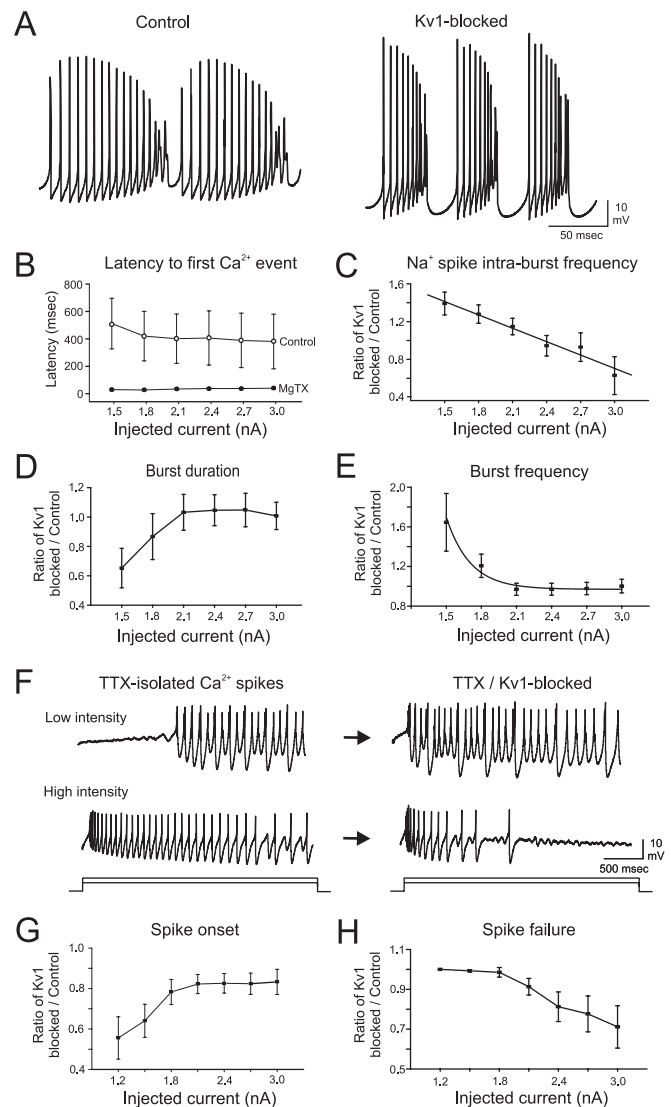 A
Control
Kv1-blocked
10
mV
50 msec
B
Latency to first Ca²⁺ event
Latency (msec)
800
600
400
200
0
Control
MgTX
1.5 1.8 2.1 2.4 2.7 3.0
Injected current (nA)
C
Na⁺ spike intra-burst frequency
Ratio of Kv1
blocked / Control
1.6
1.2
0.8
0.4
1.5 1.8 2.1 2.4 2.7 3.0
Injected current (nA)
D
Burst duration
Ratio of Kv1
blocked / Control
1.2
1.0
0.8
0.6
0.4
1.5 1.8 2.1 2.4 2.7 3.0
Injected current (nA)
E
Burst frequency
Ratio of Kv1
blocked / Control
2.0
1.6
1.2
0.8
1.5 1.8 2.1 2.4 2.7 3.0
Injected current (nA)
F
TTX-isolated Ca²⁺ spikes
TTX / Kv1-blocked
Low intensity
High intensity
10
mV
500 msec
G
Spike onset
Ratio of Kv1
blocked / Control
1.0
0.8
0.6
0.4
1.2 1.8 2.4 3.0
Injected current (nA)
H
Spike failure
Ratio of Kv1
blocked / Control
1.1
0.9
0.7
0.5
1.2 1.8 2.4 3.0
Injected current (nA)